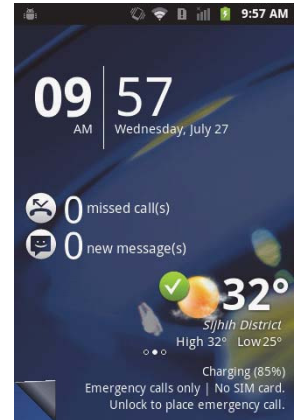 9:57 AM
09
AM
57
Wednesday, July 27
0 missed call(s)
0 new message(s)
32°
Sijhih District
High 32° Low25°
Charging (85%)
Emergency calls only | No SIM card.
Unlock to place emergency call.